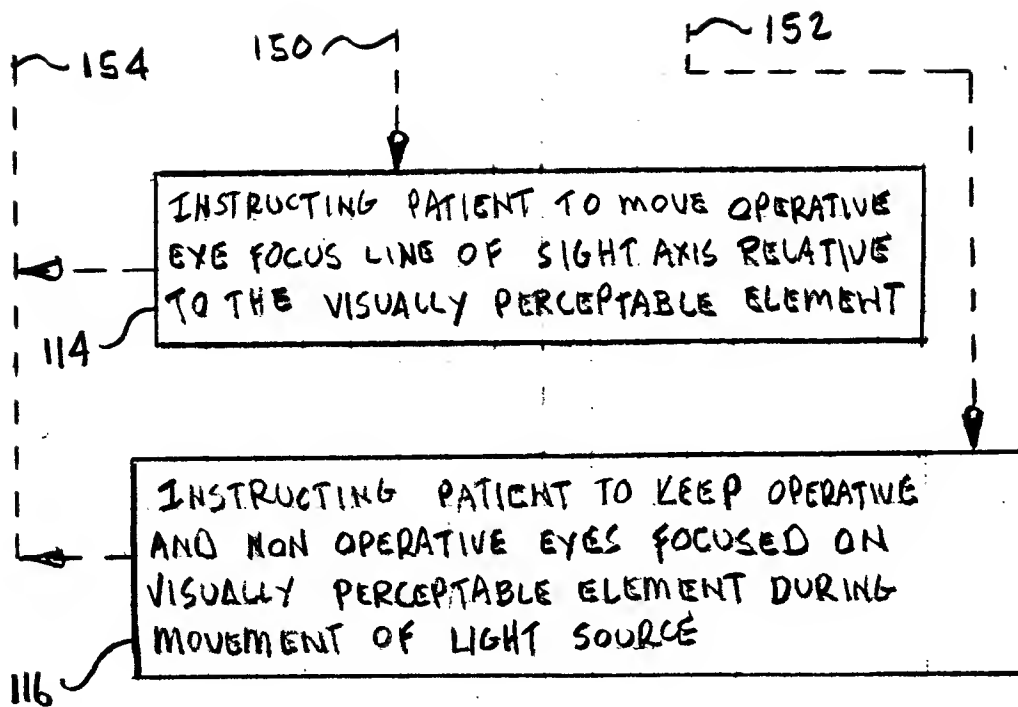 154
150
152
INSTRUCTING PATIENT TO MOVE OPERATIVE
EYE FOCUS LINE OF SIGHT AXIS RELATIVE
TO THE VISUALLY PERCEPTABLE ELEMENT
114
INSTRUCTING PATIENT TO KEEP OPERATIVE
AND NON OPERATIVE EYES FOCUSED ON
VISUALLY PERCEPTABLE ELEMENT DURING
MOVEMENT OF LIGHT SOURCE
116